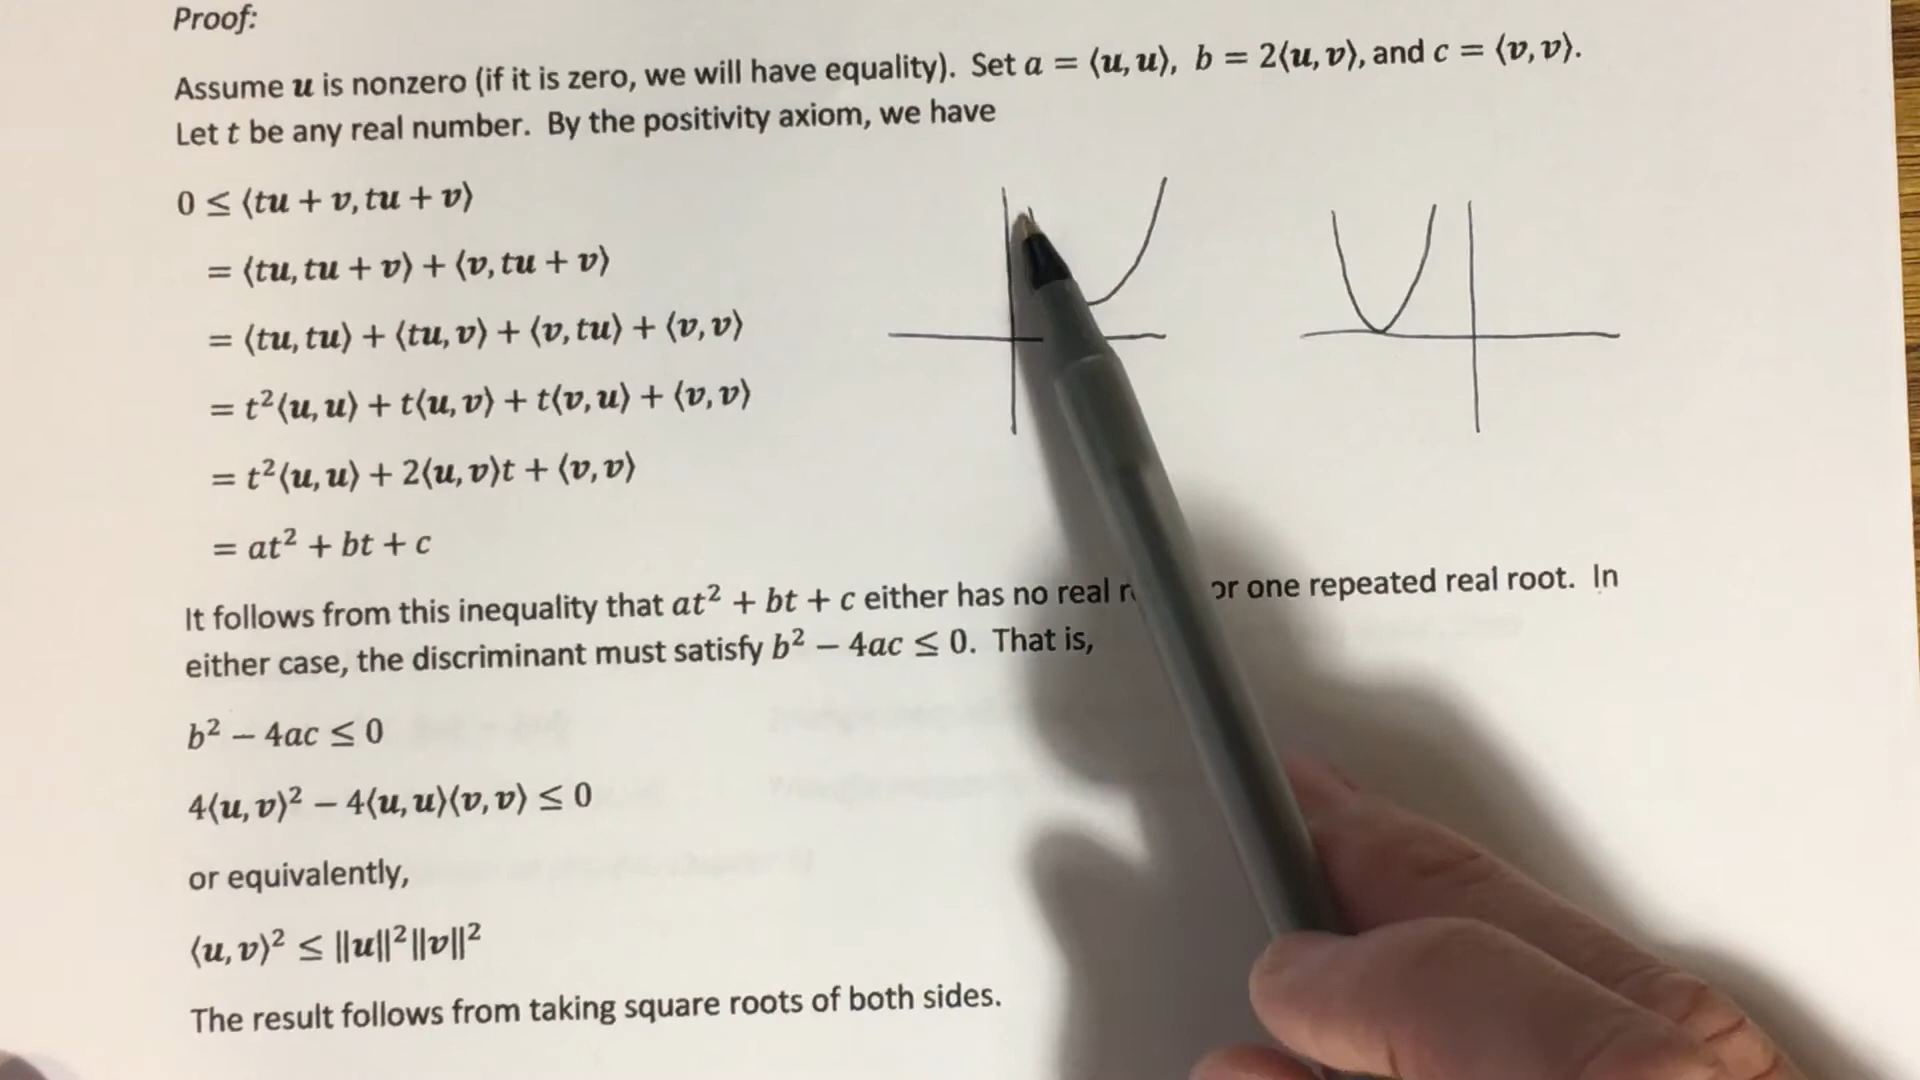 Proof:
Assume u is nonzero (if it is zero, we will have equality). Set a = ⟨u, u⟩, b = 2⟨u, v⟩, and c = ⟨v, v⟩.
Let t be any real number. By the positivity axiom, we have
0 ≤ ⟨tu + v, tu + v⟩
= ⟨tu, tu + v⟩ + ⟨v, tu + v⟩
= ⟨tu, tu⟩ + ⟨tu, v⟩ + ⟨v, tu⟩ + ⟨v, v⟩
= t²⟨u, u⟩ + t⟨u, v⟩ + t⟨v, u⟩ + ⟨v, v⟩
= t²⟨u, u⟩ + 2⟨u, v⟩t + ⟨v, v⟩
= at² + bt + c
It follows from this inequality that at² + bt + c either has no real or one repeated real root. In
either case, the discriminant must satisfy b² − 4ac ≤ 0. That is,
b² − 4ac ≤ 0
4⟨u, v⟩² − 4⟨u, u⟩⟨v, v⟩ ≤ 0
or equivalently,
⟨u, v⟩² ≤ ||u||²||v||²
The result follows from taking square roots of both sides.